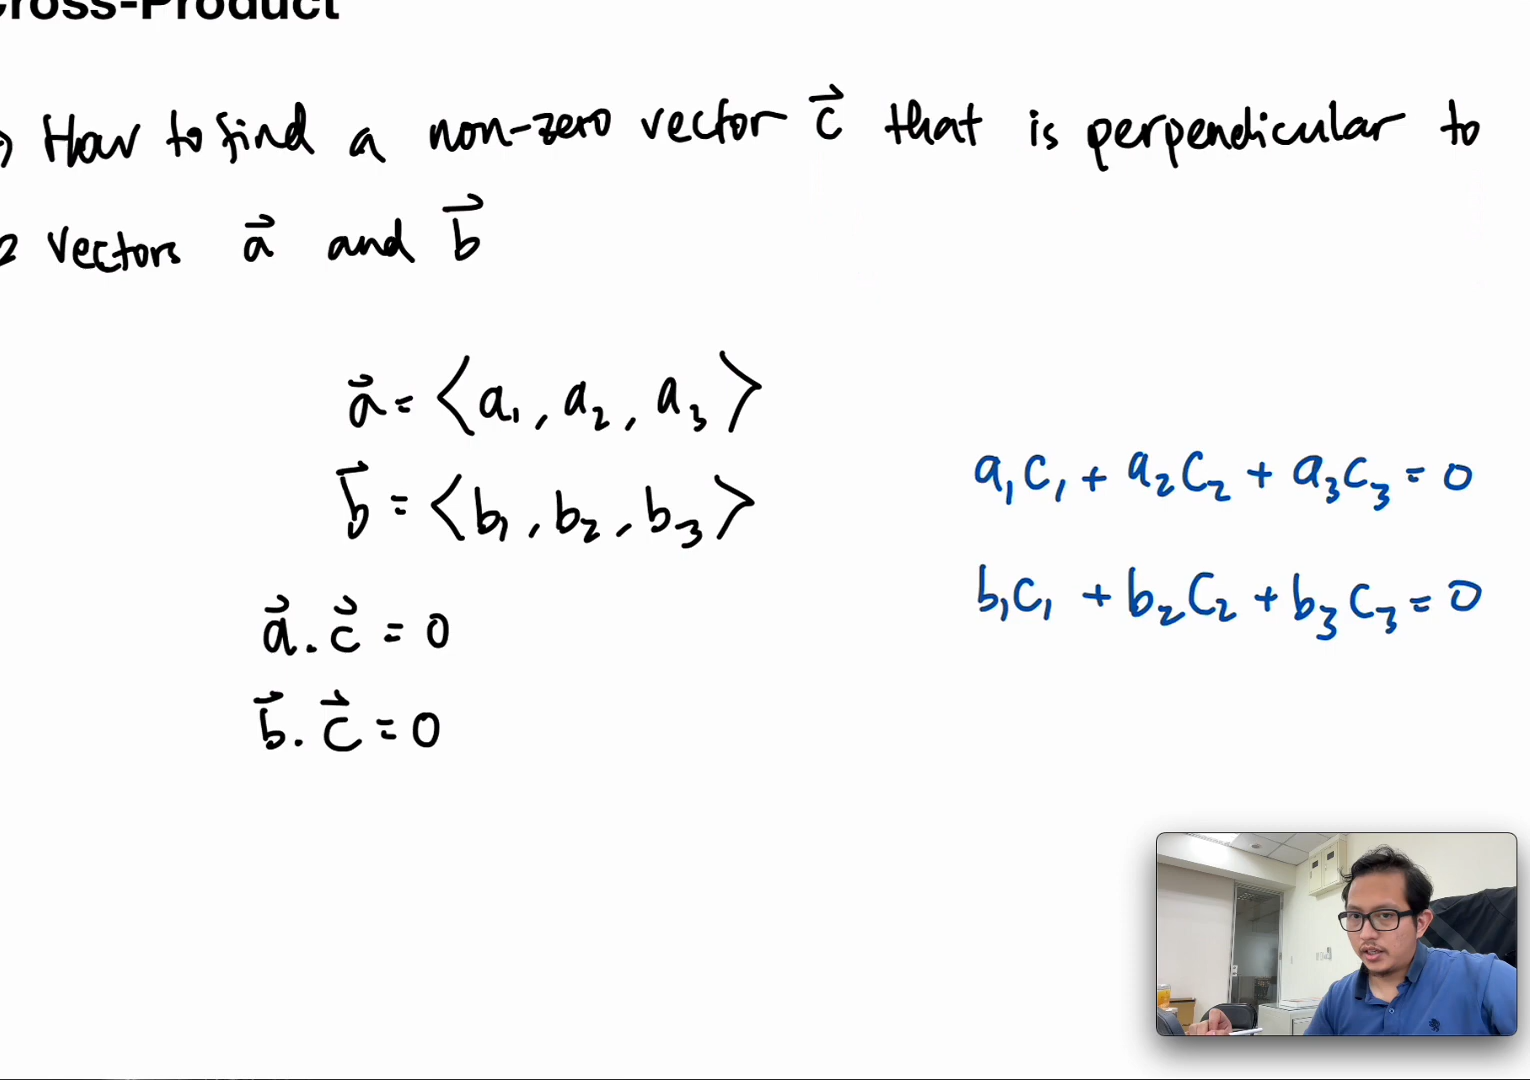 Cross-Product
How to find a non-zero vector c⃗ that is perpendicular to
2 vectors a⃗ and b⃗
a⃗ = <a₁, a₂, a₃>
b⃗ = <b₁, b₂, b₃>
a⃗ . c⃗ = 0
b⃗ . c⃗ = 0
a₁c₁ + a₂c₂ + a₃c₃ = 0
b₁c₁ + b₂c₂ + b₃c₃ = 0